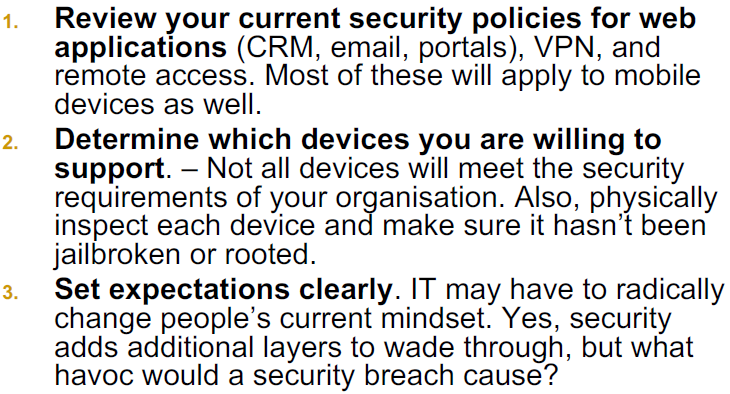 1. Review your current security policies for web
applications (CRM, email, portals), VPN, and
remote access. Most of these will apply to mobile
devices as well.
2. Determine which devices you are willing to
support. – Not all devices will meet the security
requirements of your organisation. Also, physically
inspect each device and make sure it hasn’t been
jailbroken or rooted.
3. Set expectations clearly. IT may have to radically
change people’s current mindset. Yes, security
adds additional layers to wade through, but what
havoc would a security breach cause?